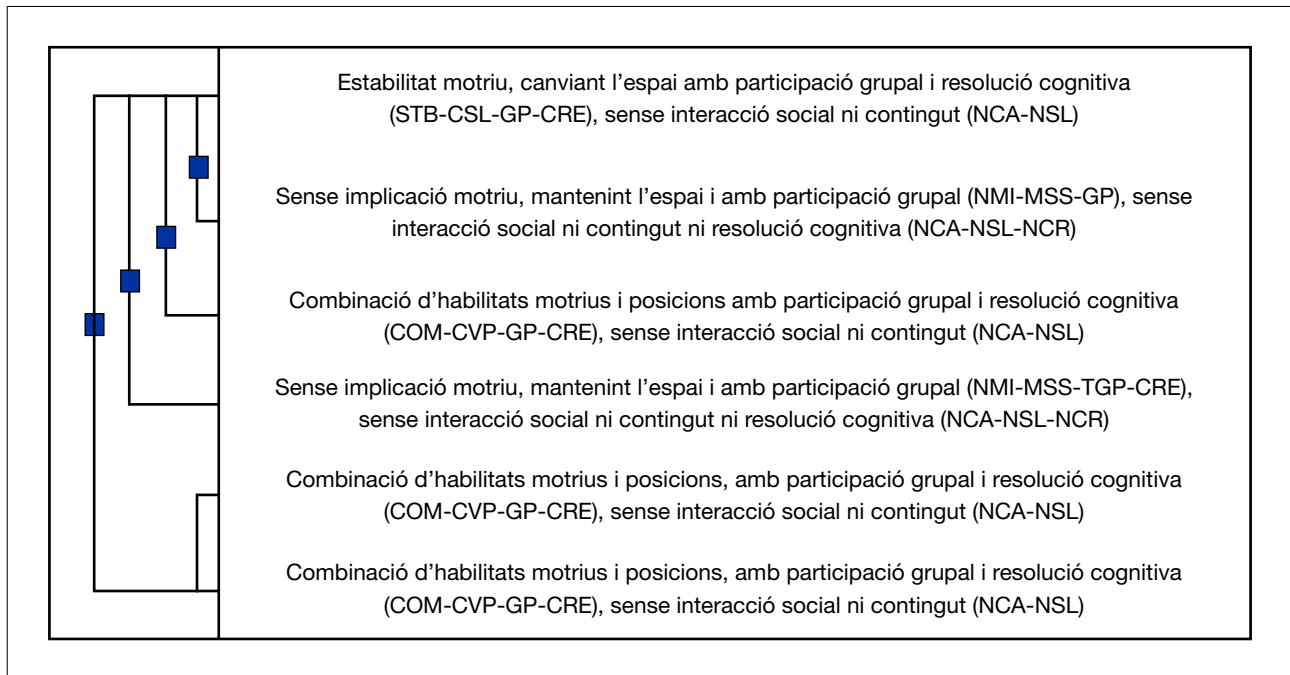 Estabilitat motriu, canviant l’espai amb participació grupal i resolució cognitiva
(STB-CSL-GP-CRE), sense interacció social ni contingut (NCA-NSL)
Sense implicació motriu, mantenint l’espai i amb participació grupal (NMI-MSS-GP), sense
interacció social ni contingut ni resolució cognitiva (NCA-NSL-NCR)
Combinació d’habilitats motrius i posicions amb participació grupal i resolució cognitiva
(COM-CVP-GP-CRE), sense interacció social ni contingut (NCA-NSL)
Sense implicació motriu, mantenint l’espai i amb participació grupal (NMI-MSS-TGP-CRE),
sense interacció social ni contingut ni resolució cognitiva (NCA-NSL-NCR)
Combinació d’habilitats motrius i posicions, amb participació grupal i resolució cognitiva
(COM-CVP-GP-CRE), sense interacció social ni contingut (NCA-NSL)
Combinació d’habilitats motrius i posicions, amb participació grupal i resolució cognitiva
(COM-CVP-GP-CRE), sense interacció social ni contingut (NCA-NSL)